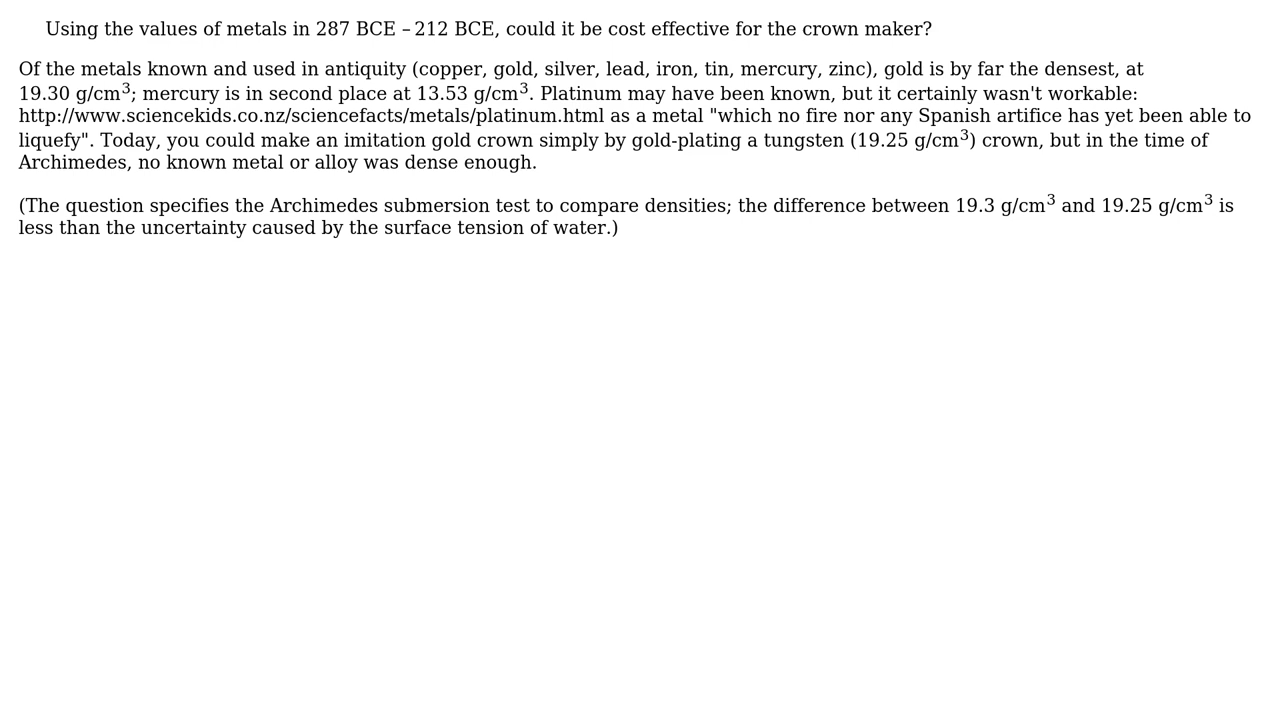 Using the values of metals in 287 BCE – 212 BCE, could it be cost effective for the crown maker?
Of the metals known and used in antiquity (copper, gold, silver, lead, iron, tin, mercury, zinc), gold is by far the densest, at
19.30 g/cm³; mercury is in second place at 13.53 g/cm³. Platinum may have been known, but it certainly wasn't workable:
http://www.sciencekids.co.nz/sciencefacts/metals/platinum.html as a metal "which no fire nor any Spanish artifice has yet been able to
liquefy". Today, you could make an imitation gold crown simply by gold-plating a tungsten (19.25 g/cm³) crown, but in the time of
Archimedes, no known metal or alloy was dense enough.
(The question specifies the Archimedes submersion test to compare densities; the difference between 19.3 g/cm³ and 19.25 g/cm³ is
less than the uncertainty caused by the surface tension of water.)